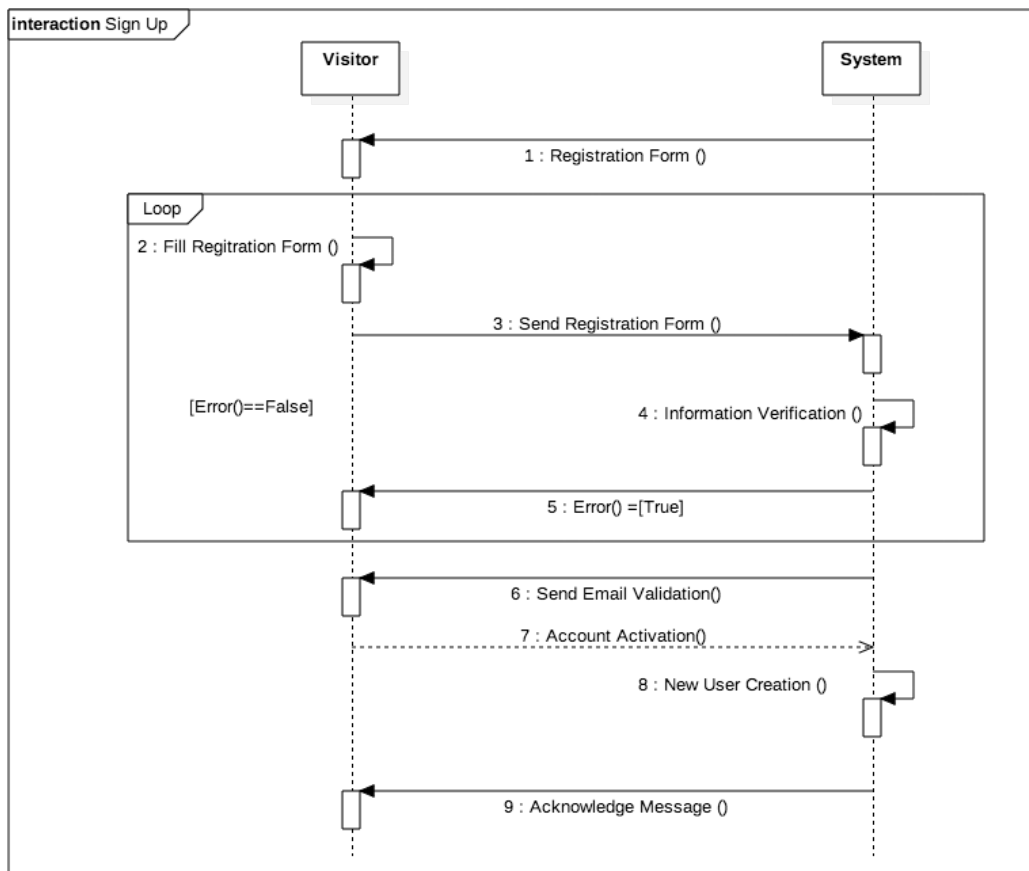 interaction Sign Up
Visitor
System
1 : Registration Form ()
Loop
2 : Fill Regitration Form ()
3 : Send Registration Form ()
[Error()==False]
4 : Information Verification ()
5 : Error() =[True]
6 : Send Email Validation()
7 : Account Activation()
8 : New User Creation ()
9 : Acknowledge Message ()